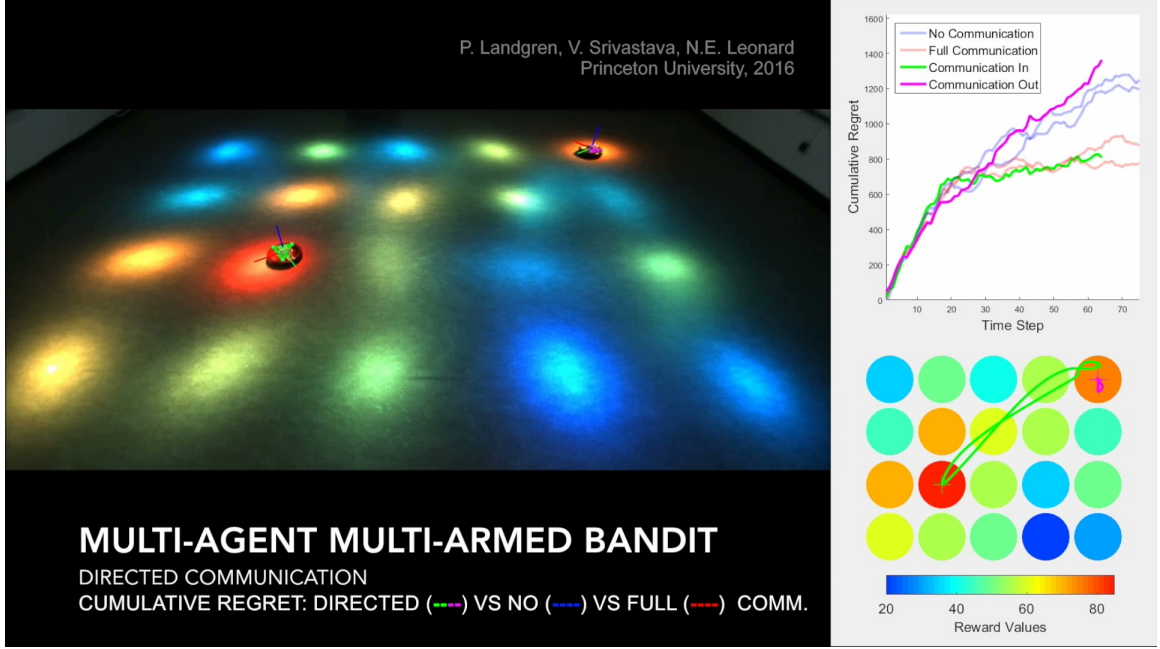 P. Landgren, V. Srivastava, N.E. Leonard
Princeton University, 2016
MULTI-AGENT MULTI-ARMED BANDIT
DIRECTED COMMUNICATION
CUMULATIVE REGRET: DIRECTED (----) VS NO (----) VS FULL (----) COMM.
1600
1400
1200
1000
800
600
400
200
0
Cumulative Regret
No Communication
Full Communication
Communication In
Communication Out
10 20 30 40 50 60 70
Time Step
20 40 60 80
Reward Values